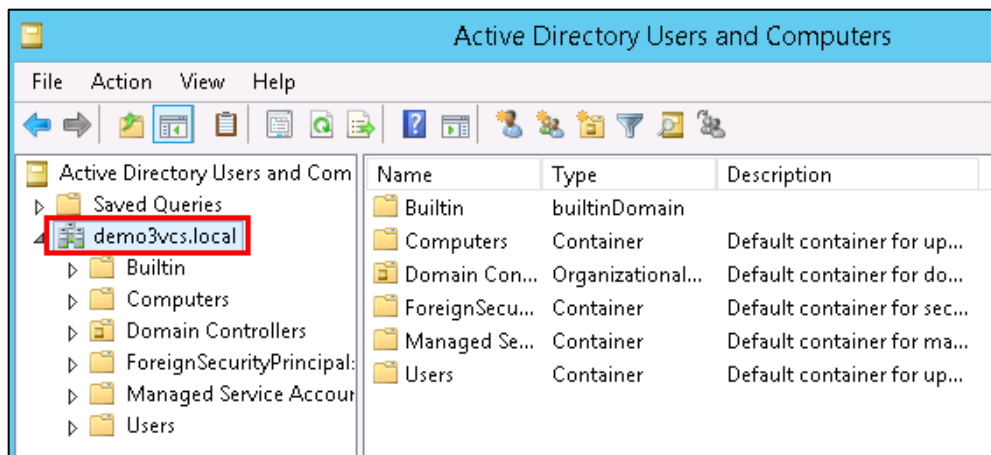 Active Directory Users and Computers
File Action View Help
Active Directory Users and Com
Saved Queries
demo3vcs.local
Builtin
Computers
Domain Controllers
ForeignSecurityPrincipal:
Managed Service Accour
Users
Name Type Description
Builtin builtinDomain
Computers Container Default container for up...
Domain Con... Organizational... Default container for do...
ForeignSecu... Container Default container for sec...
Managed Se... Container Default container for ma...
Users Container Default container for up...